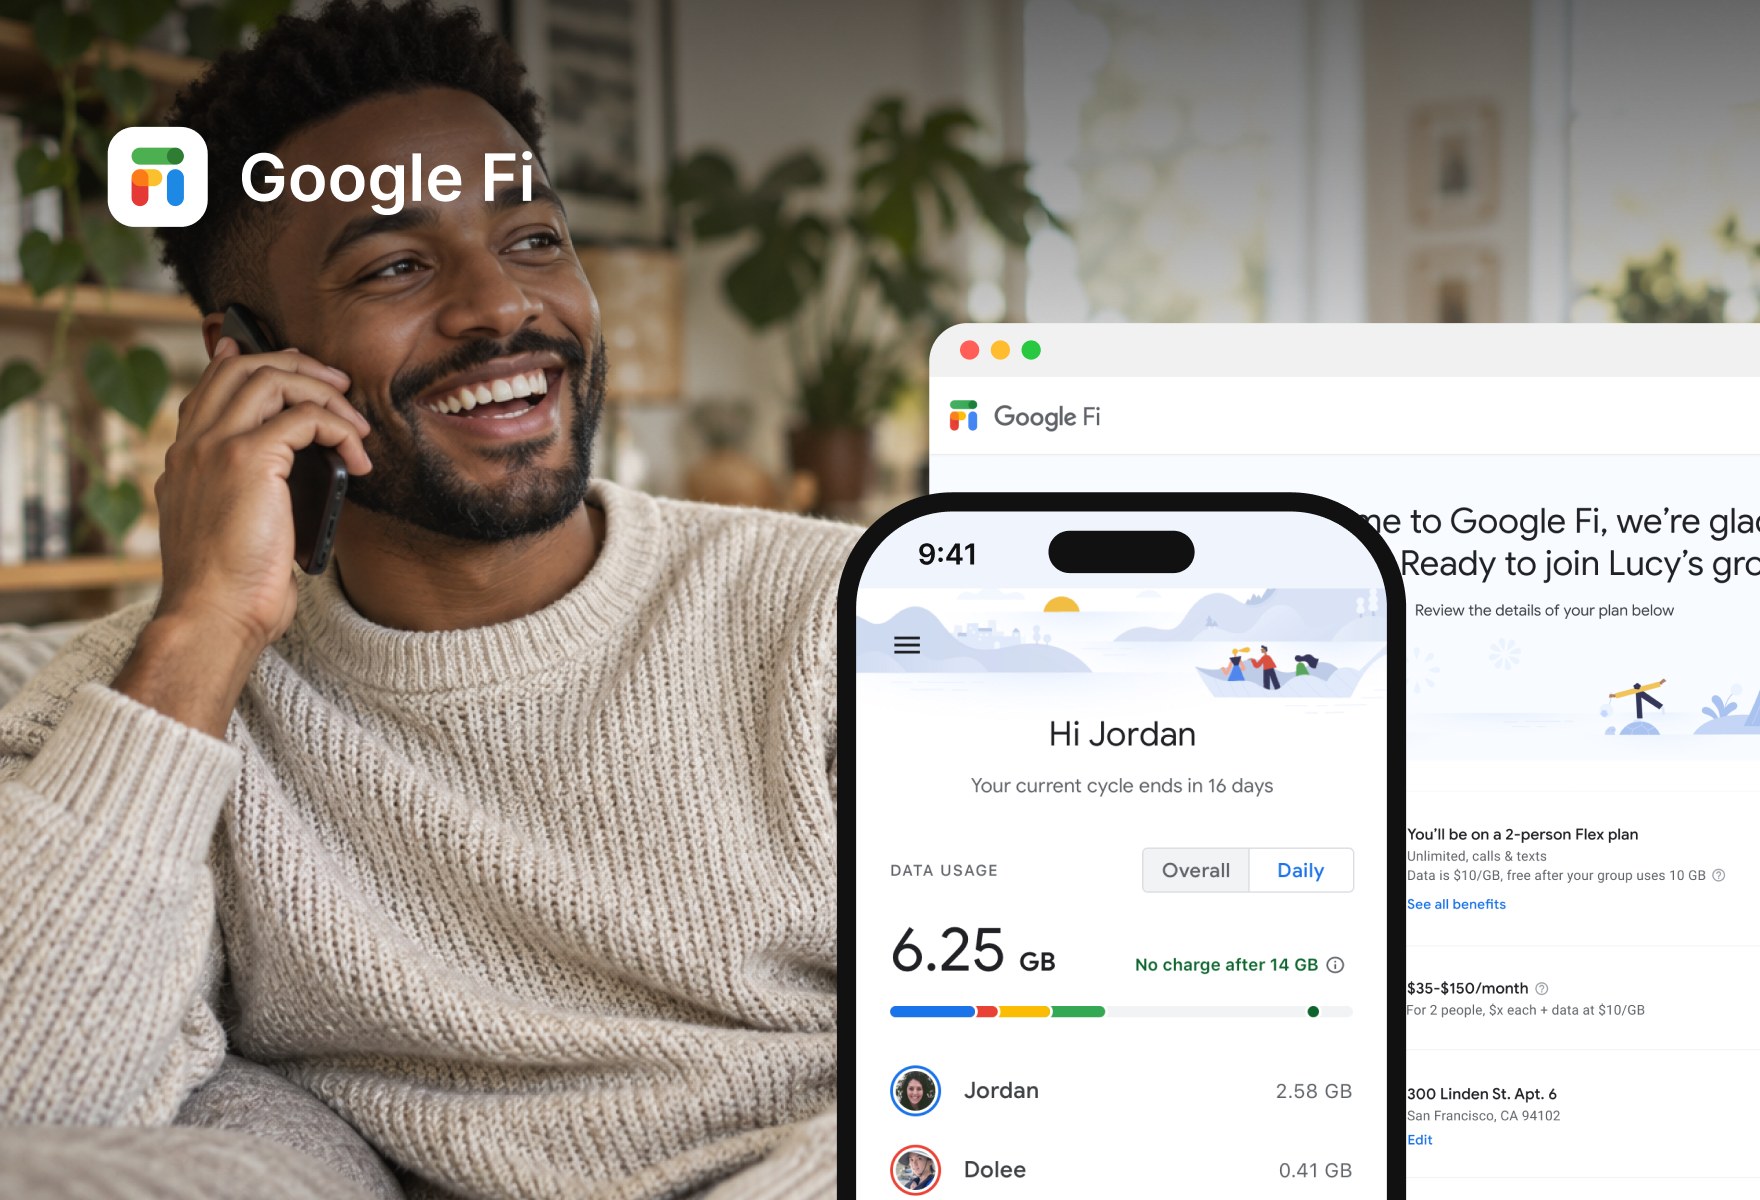 Google Fi
Google Fi
me to Google Fi, we’re glad
Ready to join Lucy’s gro
Review the details of your plan below
You’ll be on a 2-person Flex plan
Unlimited, calls & texts
Data is $10/GB, free after your group uses 10 GB
See all benefits
$35-$150/month
For 2 people, $x each + data at $10/GB
300 Linden St. Apt. 6
San Francisco, CA 94102
Edit
9:41
Hi Jordan
Your current cycle ends in 16 days
DATA USAGE
Overall
Daily
6.25 GB
No charge after 14 GB
Jordan
2.58 GB
Dolee
0.41 GB